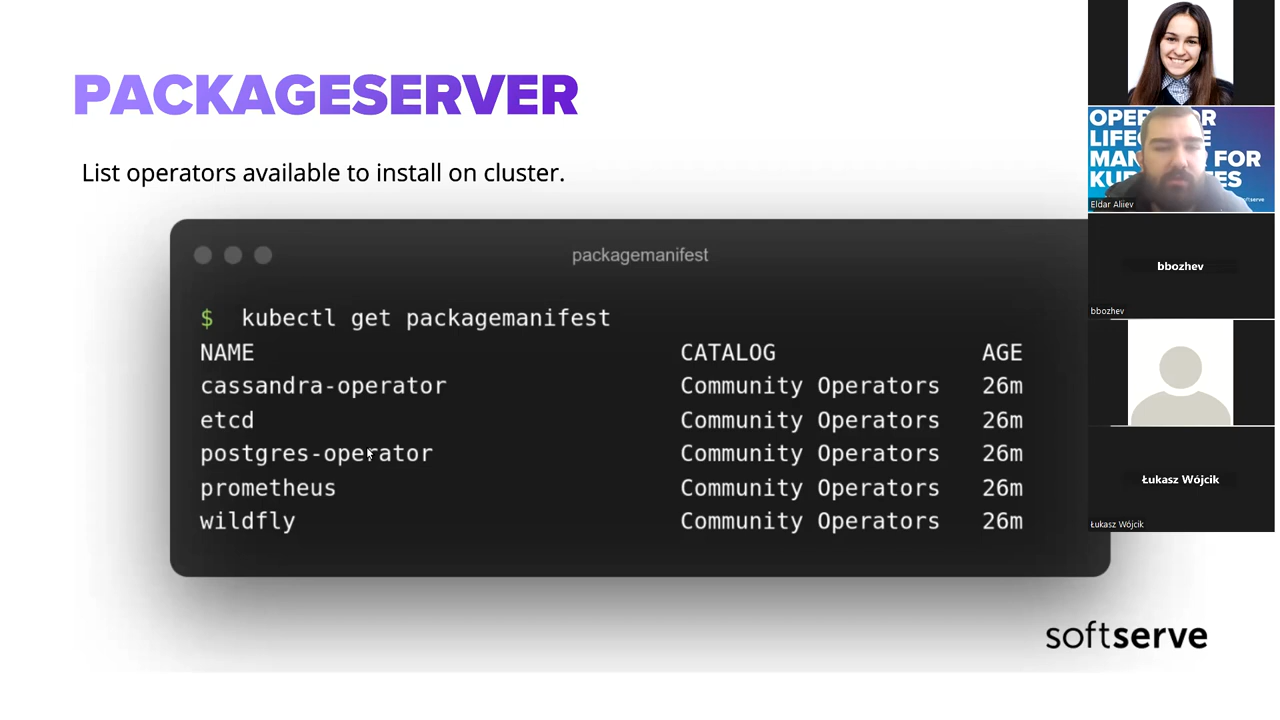 PACKAGESERVER
List operators available to install on cluster.
packagemanifest
$ kubectl get packagemanifest
NAME CATALOG AGE
cassandra-operator Community Operators 26m
etcd Community Operators 26m
postgres-operator Community Operators 26m
prometheus Community Operators 26m
wildfly Community Operators 26m
softserve
Eldar Aliiev
bbozhev
bbozhev
Łukasz Wójcik
Łukasz Wójcik